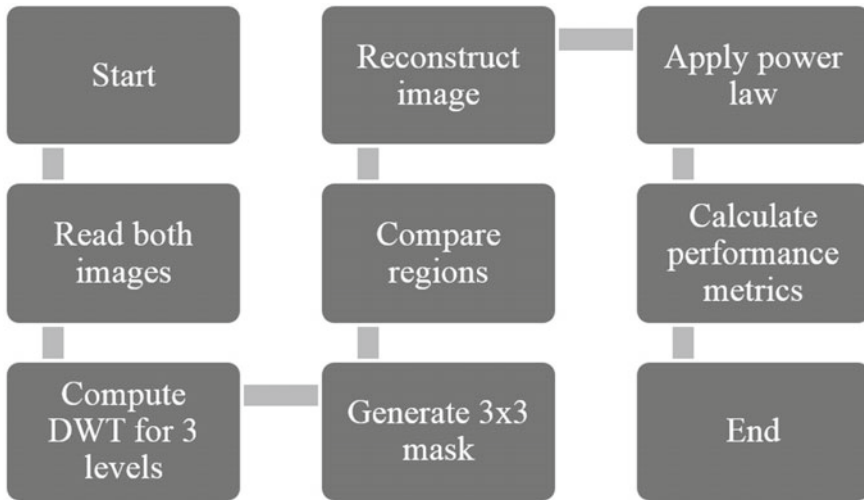 Start
Read both
images
Compute
DWT for 3
levels
Generate 3x3
mask
Compare
regions
Reconstruct
image
Apply power
law
Calculate
performance
metrics
End